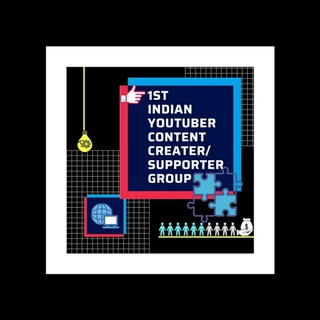 1ST
INDIAN
YOUTUBER
CONTENT
CREATER/
SUPPORTER
GROUP